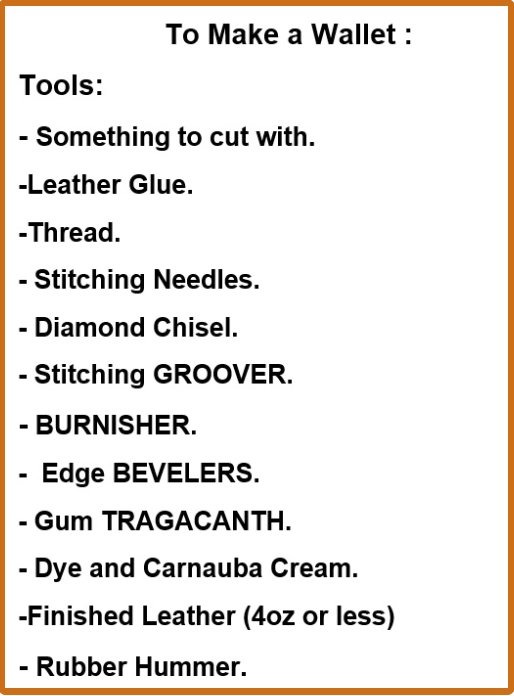 To Make a Wallet :
Tools:
- Something to cut with.
-Leather Glue.
-Thread.
- Stitching Needles.
- Diamond Chisel.
- Stitching GROOVER.
- BURNISHER.
-  Edge BEVELERS.
- Gum TRAGACANTH.
- Dye and Carnauba Cream.
-Finished Leather (4oz or less)
- Rubber Hummer.